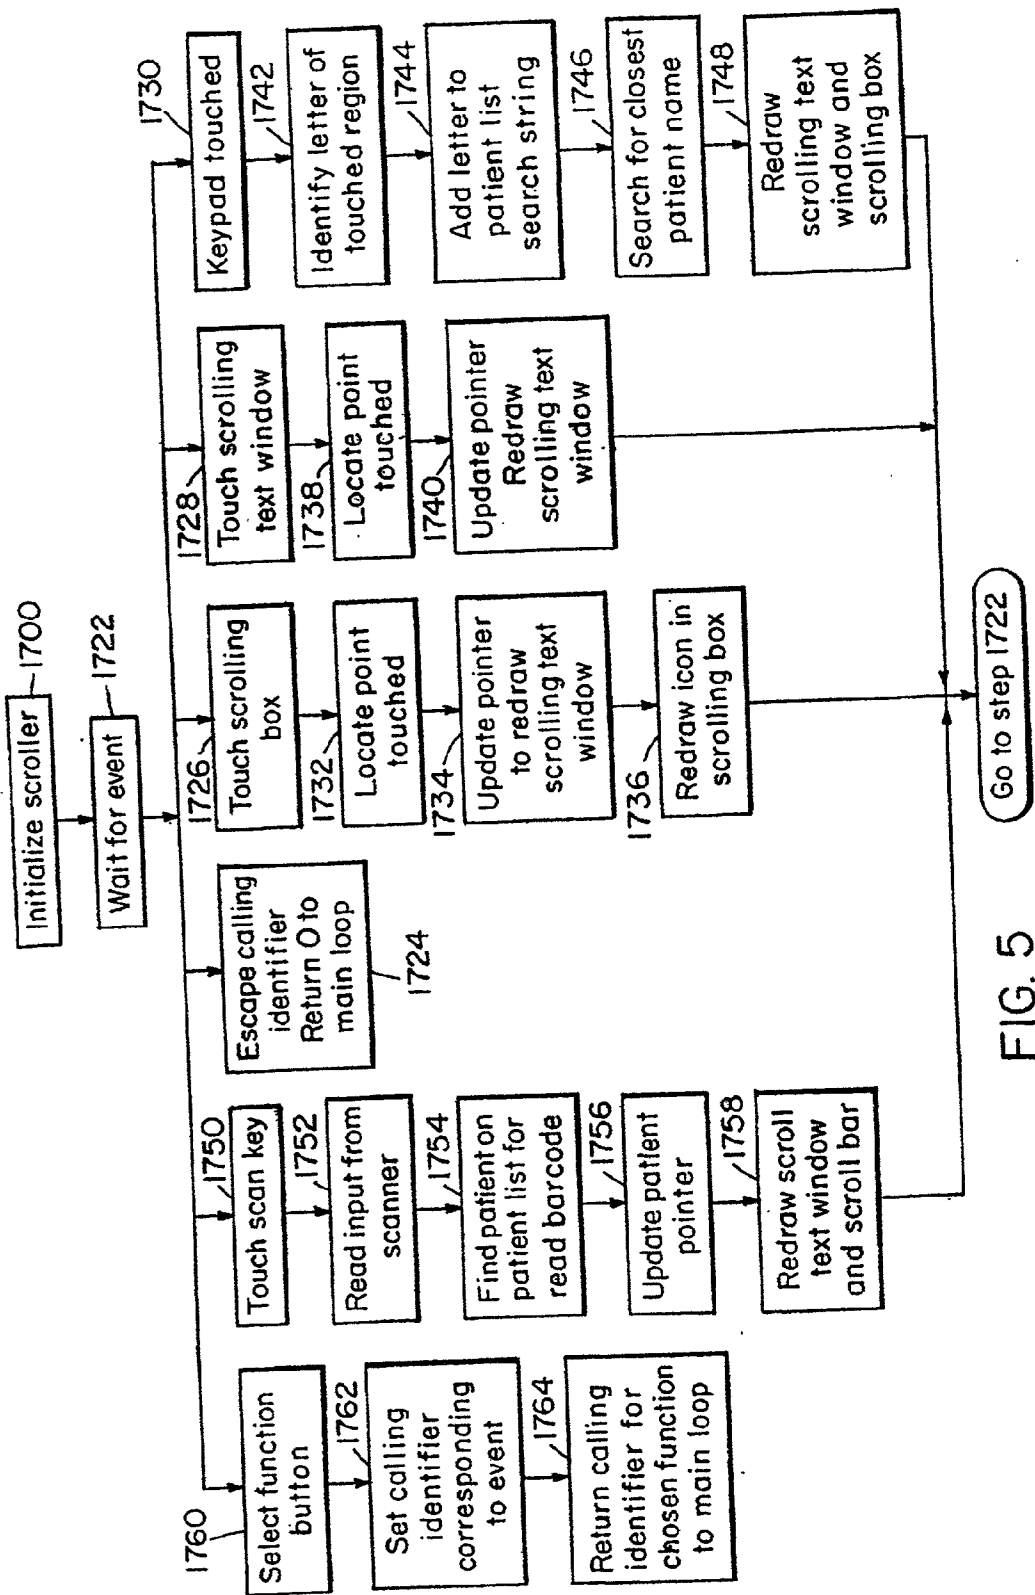 Initialize scroller
1700
Wait for event
1722
1760
Select function
button
1762
Set calling
identifier
corresponding
to event
1764
Return calling
identifier for
chosen function
to main loop
1750
Touch scan key
1752
Read input from
scanner
1754
Find patient on
patient list for
read barcode
1756
Update patient
pointer
1758
Redraw scroll
text window
and scroll bar
Escape calling
identifier
Return O to
main loop
1724
1726
Touch scrolling
box
1732
Locate point
touched
1734
Update pointer
to redraw
scrolling text
window
1736
Redraw icon in
scrolling box
1728
Touch scrolling
text window
1738
Locate point
touched
1740
Update pointer
Redraw
scrolling text
window
1730
Keypad touched
1742
Identify letter of
touched region
1744
Add letter to
patient list
search string
1746
Search for closest
patient name
1748
Redraw
scrolling text
window and
scrolling box
Go to step 1722
FIG. 5